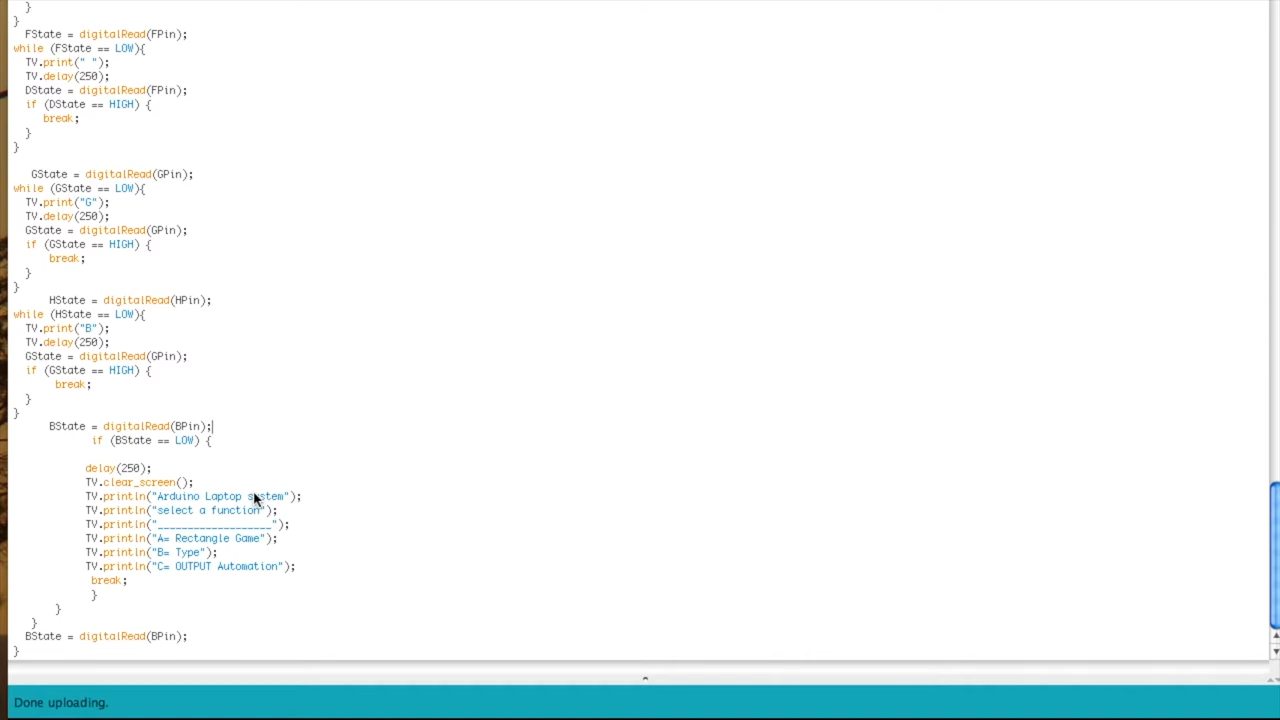 }
}
FState = digitalRead(FPin);
while (FState == LOW){
TV.print(" ");
TV.delay(250);
DState = digitalRead(FPin);
if (DState == HIGH) {
break;
}
}
GState = digitalRead(GPin);
while (GState == LOW){
TV.print("G");
TV.delay(250);
GState = digitalRead(GPin);
if (GState == HIGH) {
break;
}
}
HState = digitalRead(HPin);
while (HState == LOW){
TV.print("B");
TV.delay(250);
GState = digitalRead(GPin);
if (GState == HIGH) {
break;
}
}
BState = digitalRead(BPin);
if (BState == LOW) {
delay(250);
TV.clear_screen();
TV.println("Arduino Laptop system");
TV.println("select a function");
TV.println("___________________");
TV.println("A= Rectangle Game");
TV.println("B= Type");
TV.println("C= OUTPUT Automation");
break;
}
}
}
BState = digitalRead(BPin);
}
Done uploading.